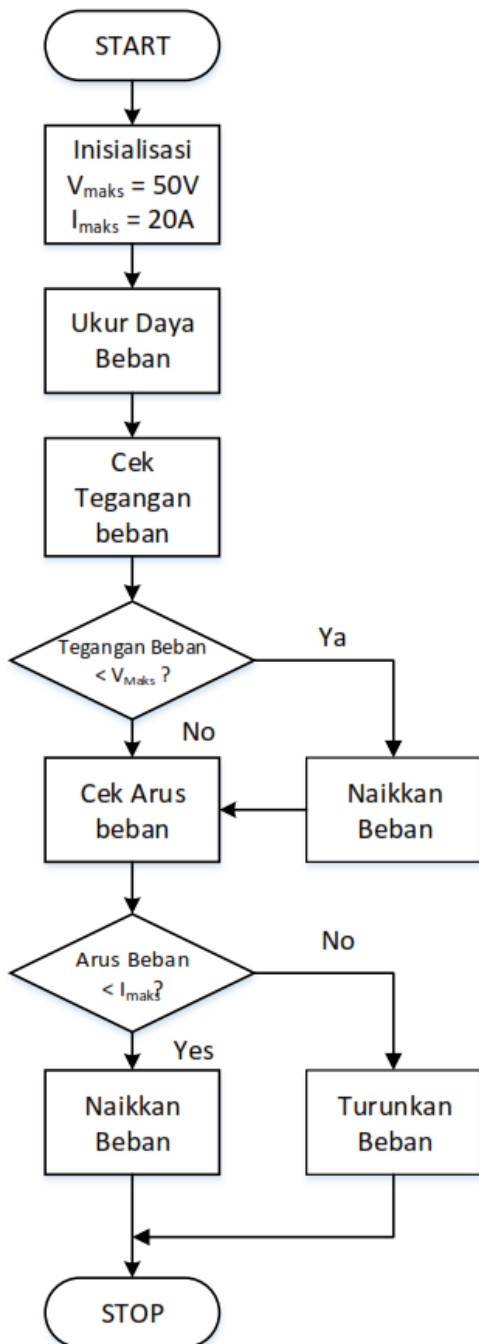 START
Inisialisasi
Vmaks = 50V
Imaks = 20A
Ukur Daya
Beban
Cek
Tegangan
beban
Tegangan Beban
< VMaks ?
Ya
No
Cek Arus
beban
Naikkan
Beban
Arus Beban
< Imaks?
No
Yes
Naikkan
Beban
Turunkan
Beban
STOP